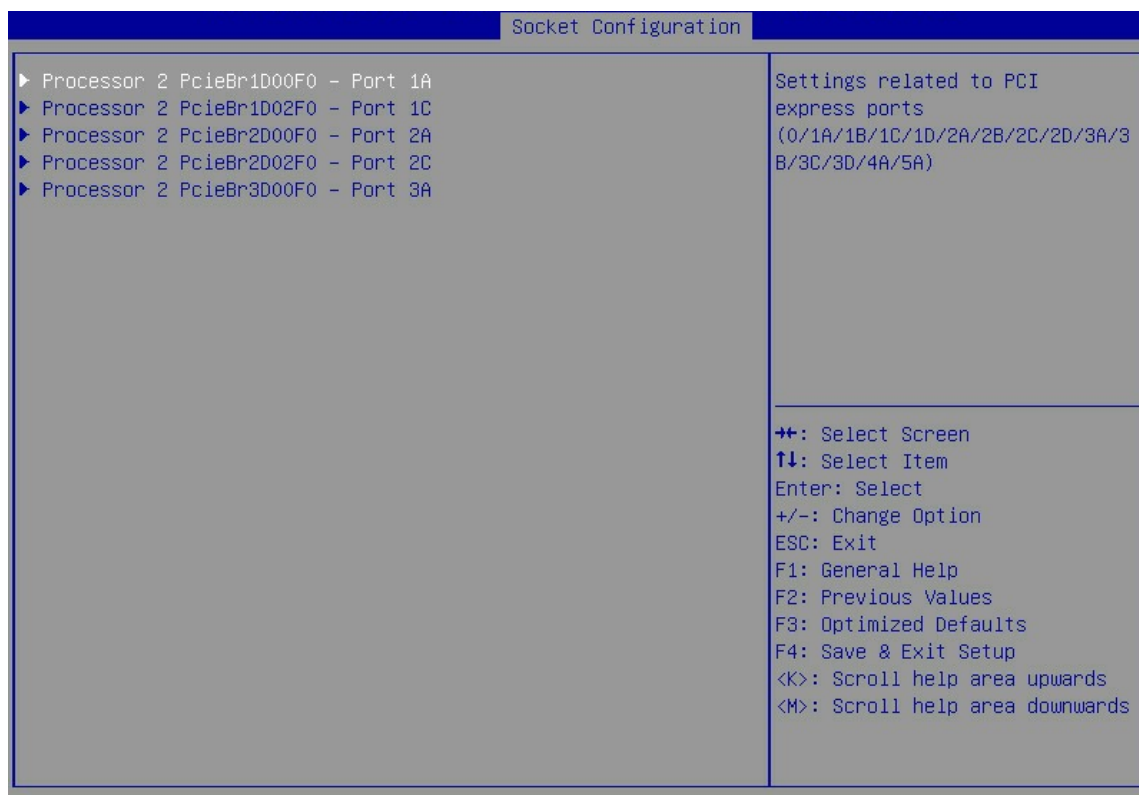 Socket Configuration
▶ Processor 2 PcieBr1D00F0 - Port 1A
▶ Processor 2 PcieBr1D02F0 - Port 1C
▶ Processor 2 PcieBr2D00F0 - Port 2A
▶ Processor 2 PcieBr2D02F0 - Port 2C
▶ Processor 2 PcieBr3D00F0 - Port 3A
Settings related to PCI
express ports
(0/1A/1B/1C/1D/2A/2B/2C/2D/3A/3
B/3C/3D/4A/5A)
→←: Select Screen
↑↓: Select Item
Enter: Select
+/-: Change Option
ESC: Exit
F1: General Help
F2: Previous Values
F3: Optimized Defaults
F4: Save & Exit Setup
<K>: Scroll help area upwards
<M>: Scroll help area downwards